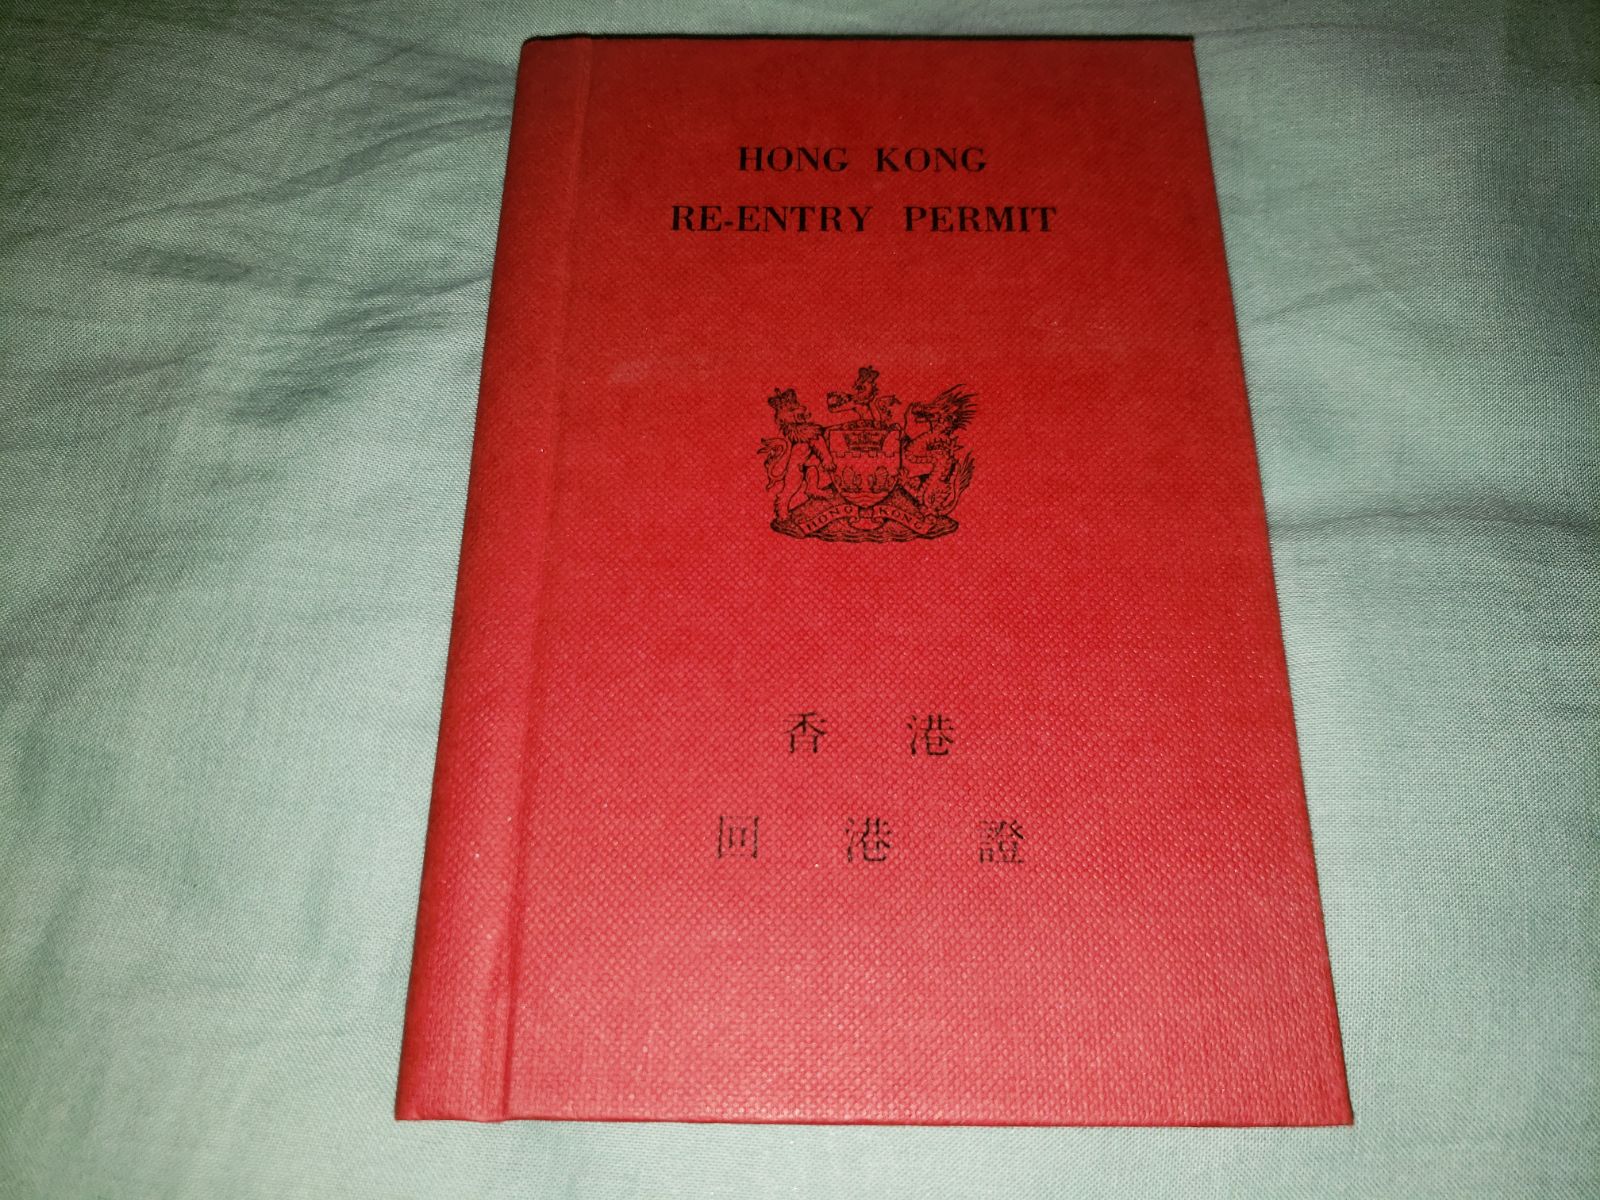 HONG KONG
RE-ENTRY PERMIT
HONG KONG
香港
回港證